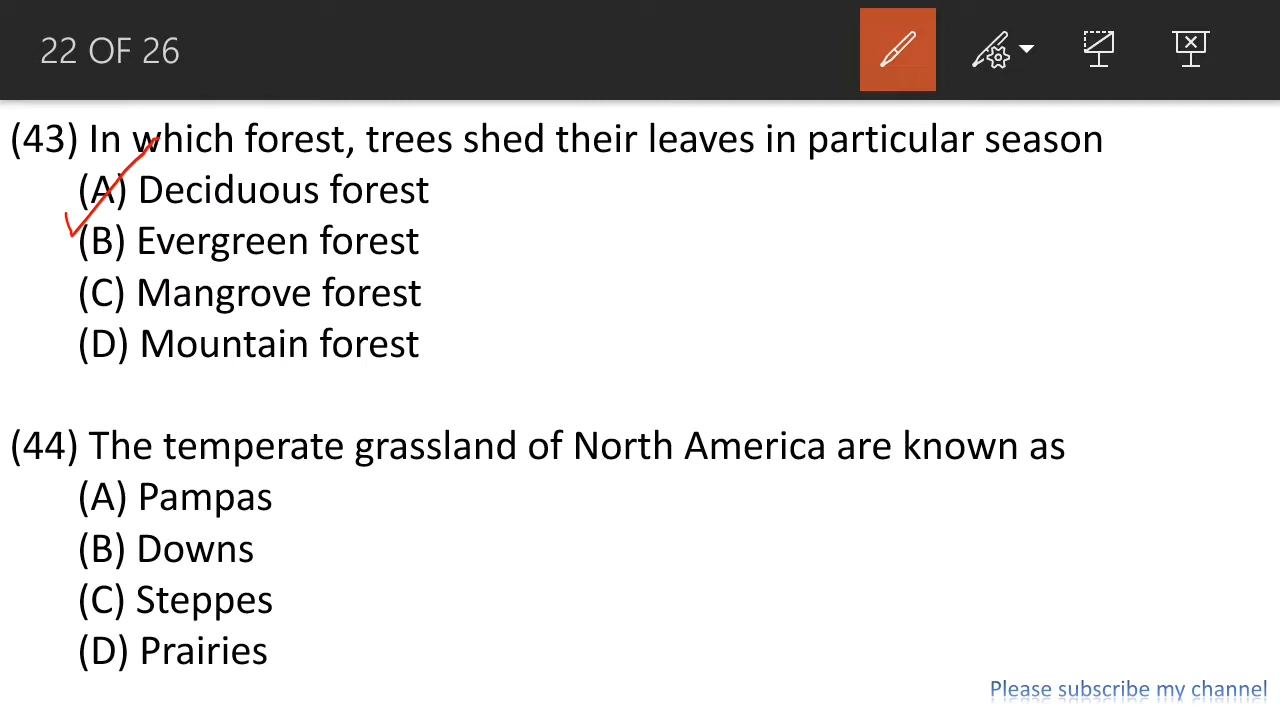 22 OF 26
(43) In which forest, trees shed their leaves in particular season
(A) Deciduous forest
(B) Evergreen forest
(C) Mangrove forest
(D) Mountain forest
(44) The temperate grassland of North America are known as
(A) Pampas
(B) Downs
(C) Steppes
(D) Prairies
Please subscribe my channel